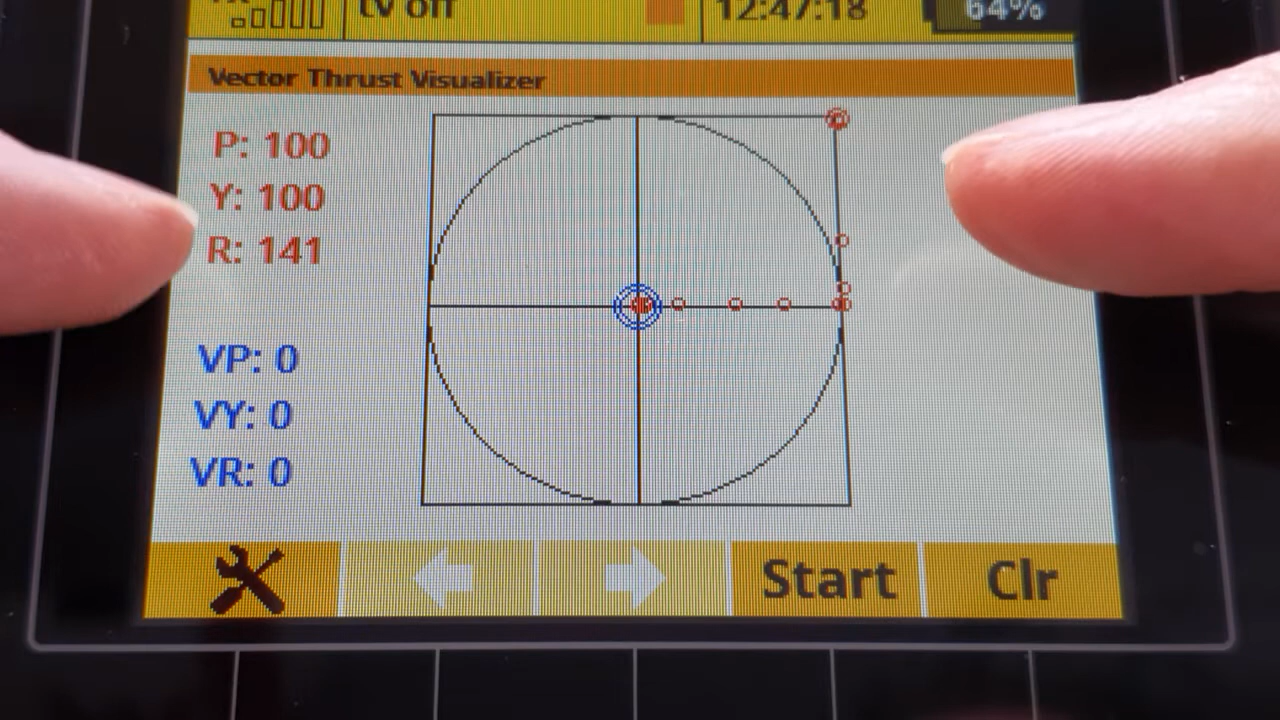 tv off
12:47:18
64%
Vector Thrust Visualizer
P: 100
Y: 100
R: 141
VP: 0
VY: 0
VR: 0
Start
Clr